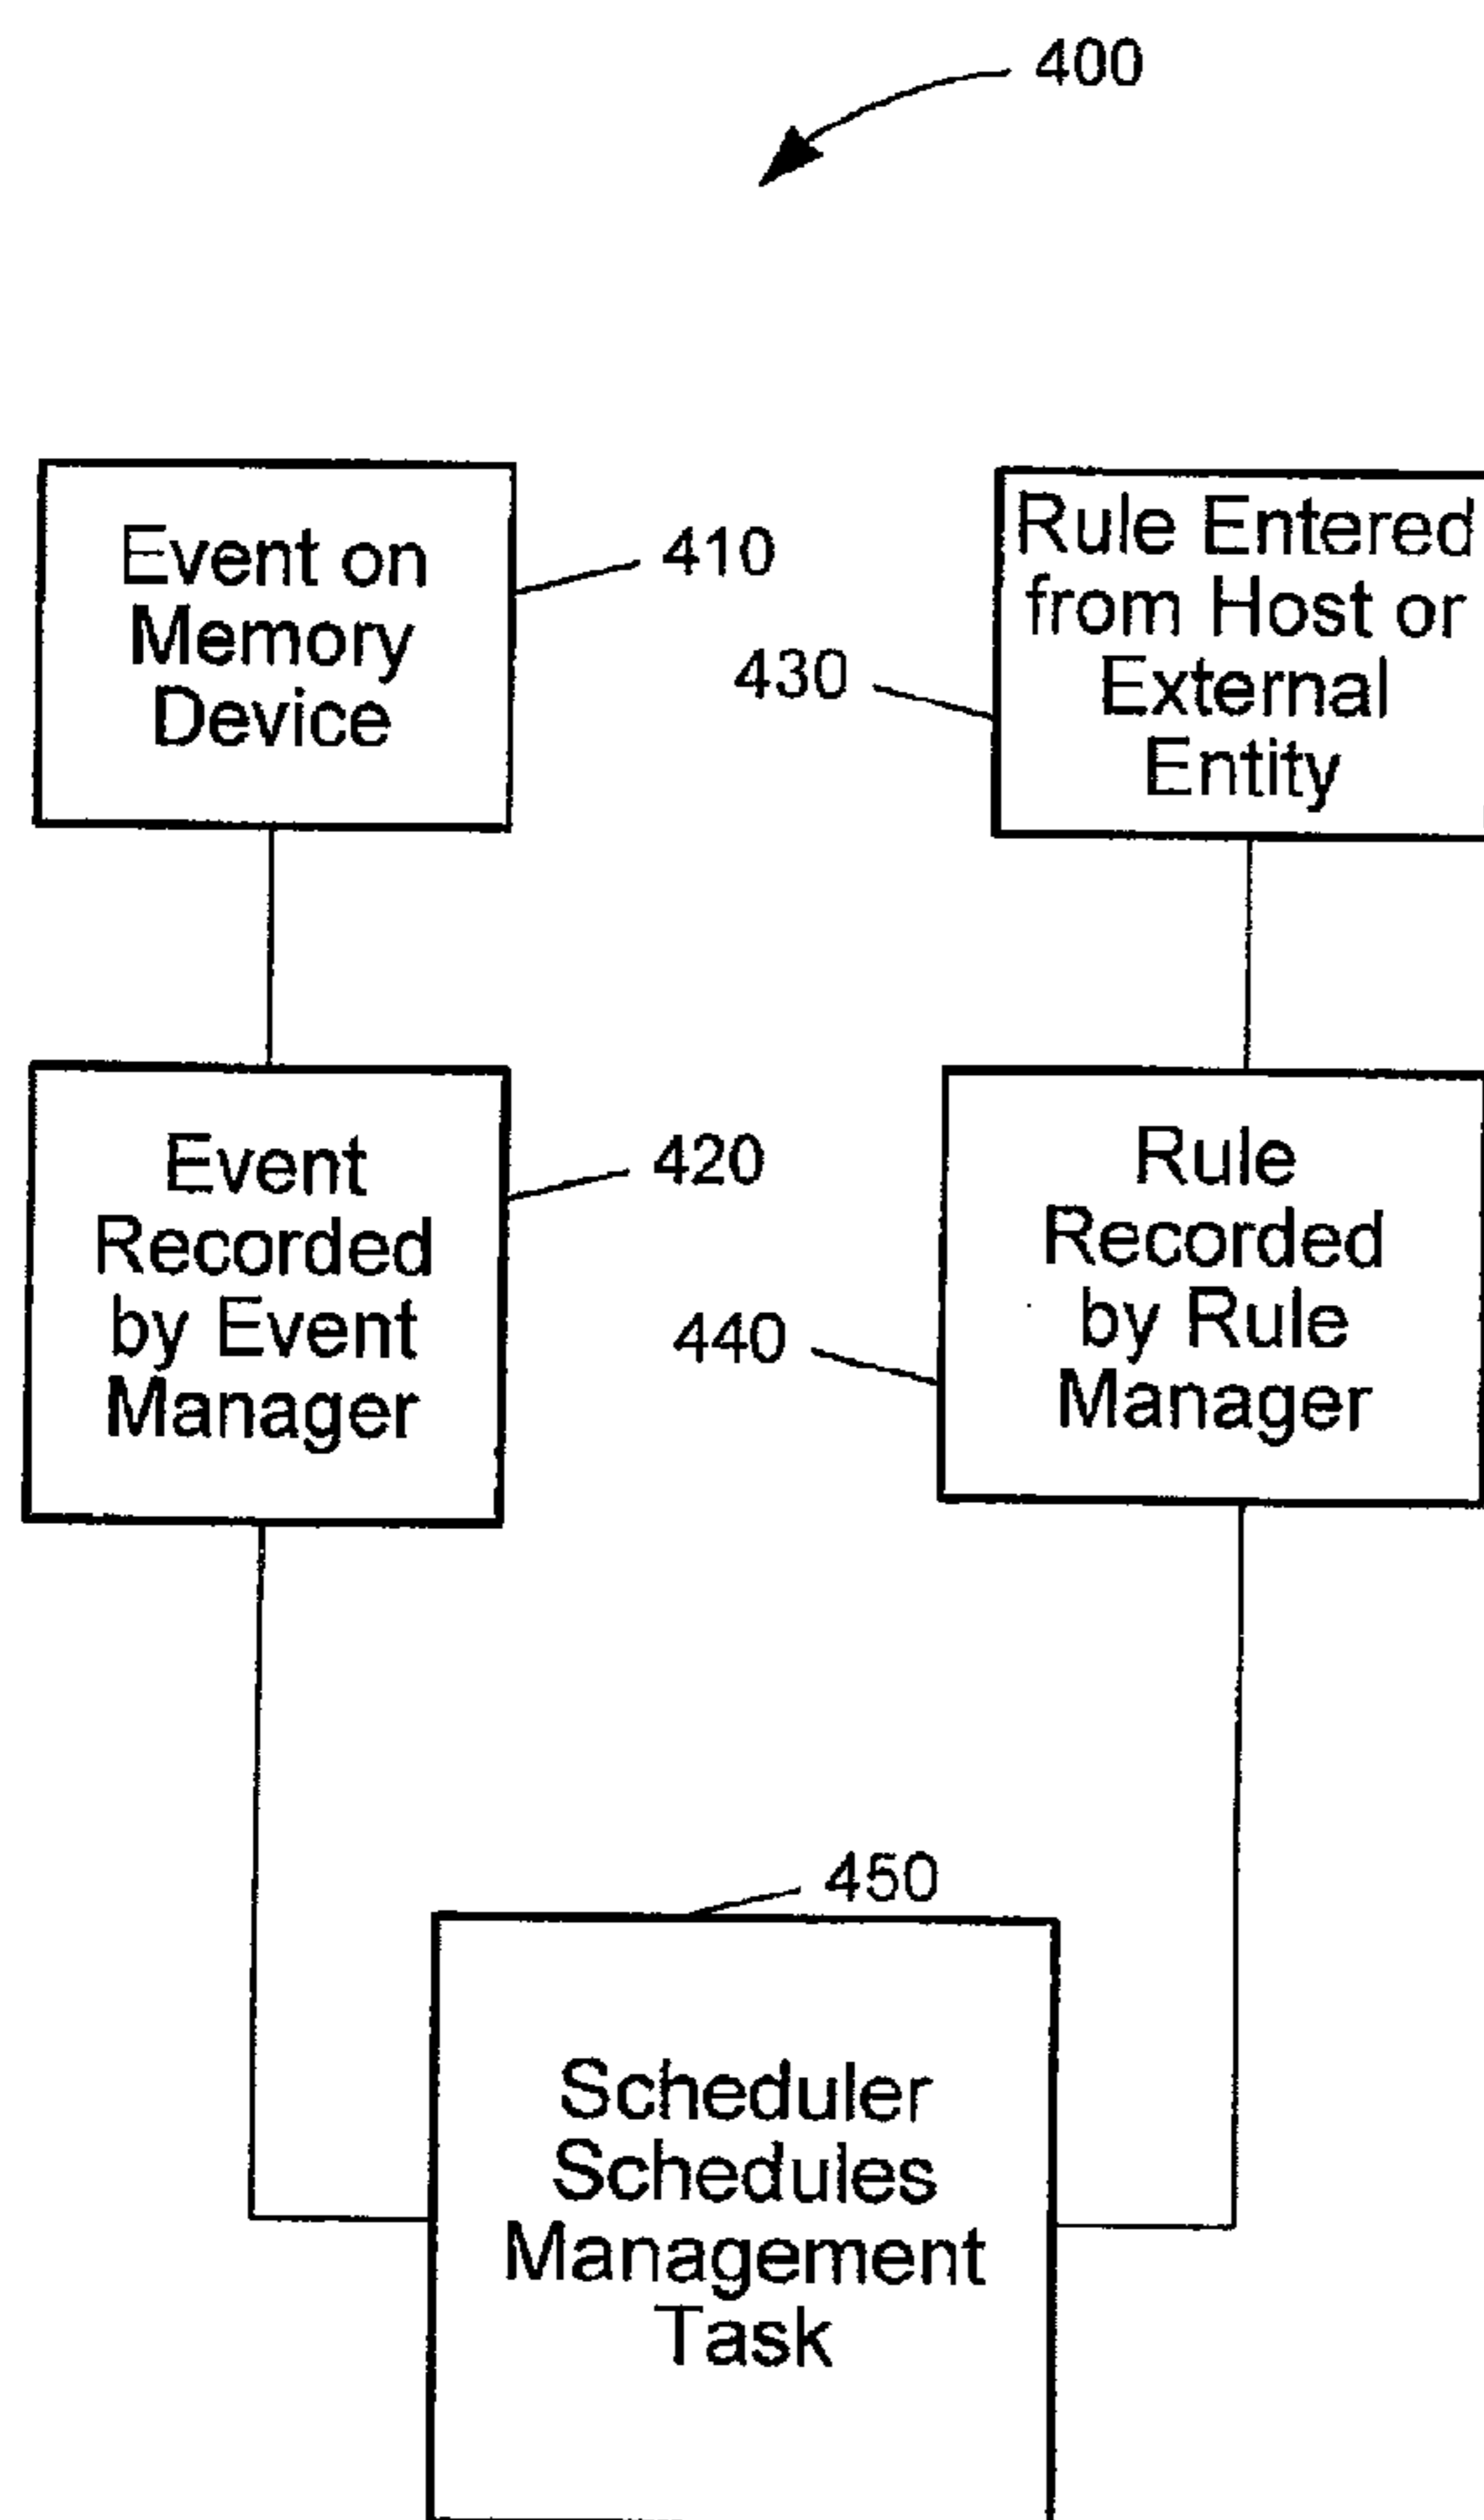 400
Event on
Memory
Device
410
430
Rule Entered
from Host or
External
Entity
Event
Recorded
by Event
Manager
420
440
Rule
Recorded
by Rule
Manager
450
Scheduler
Schedules
Management
Task